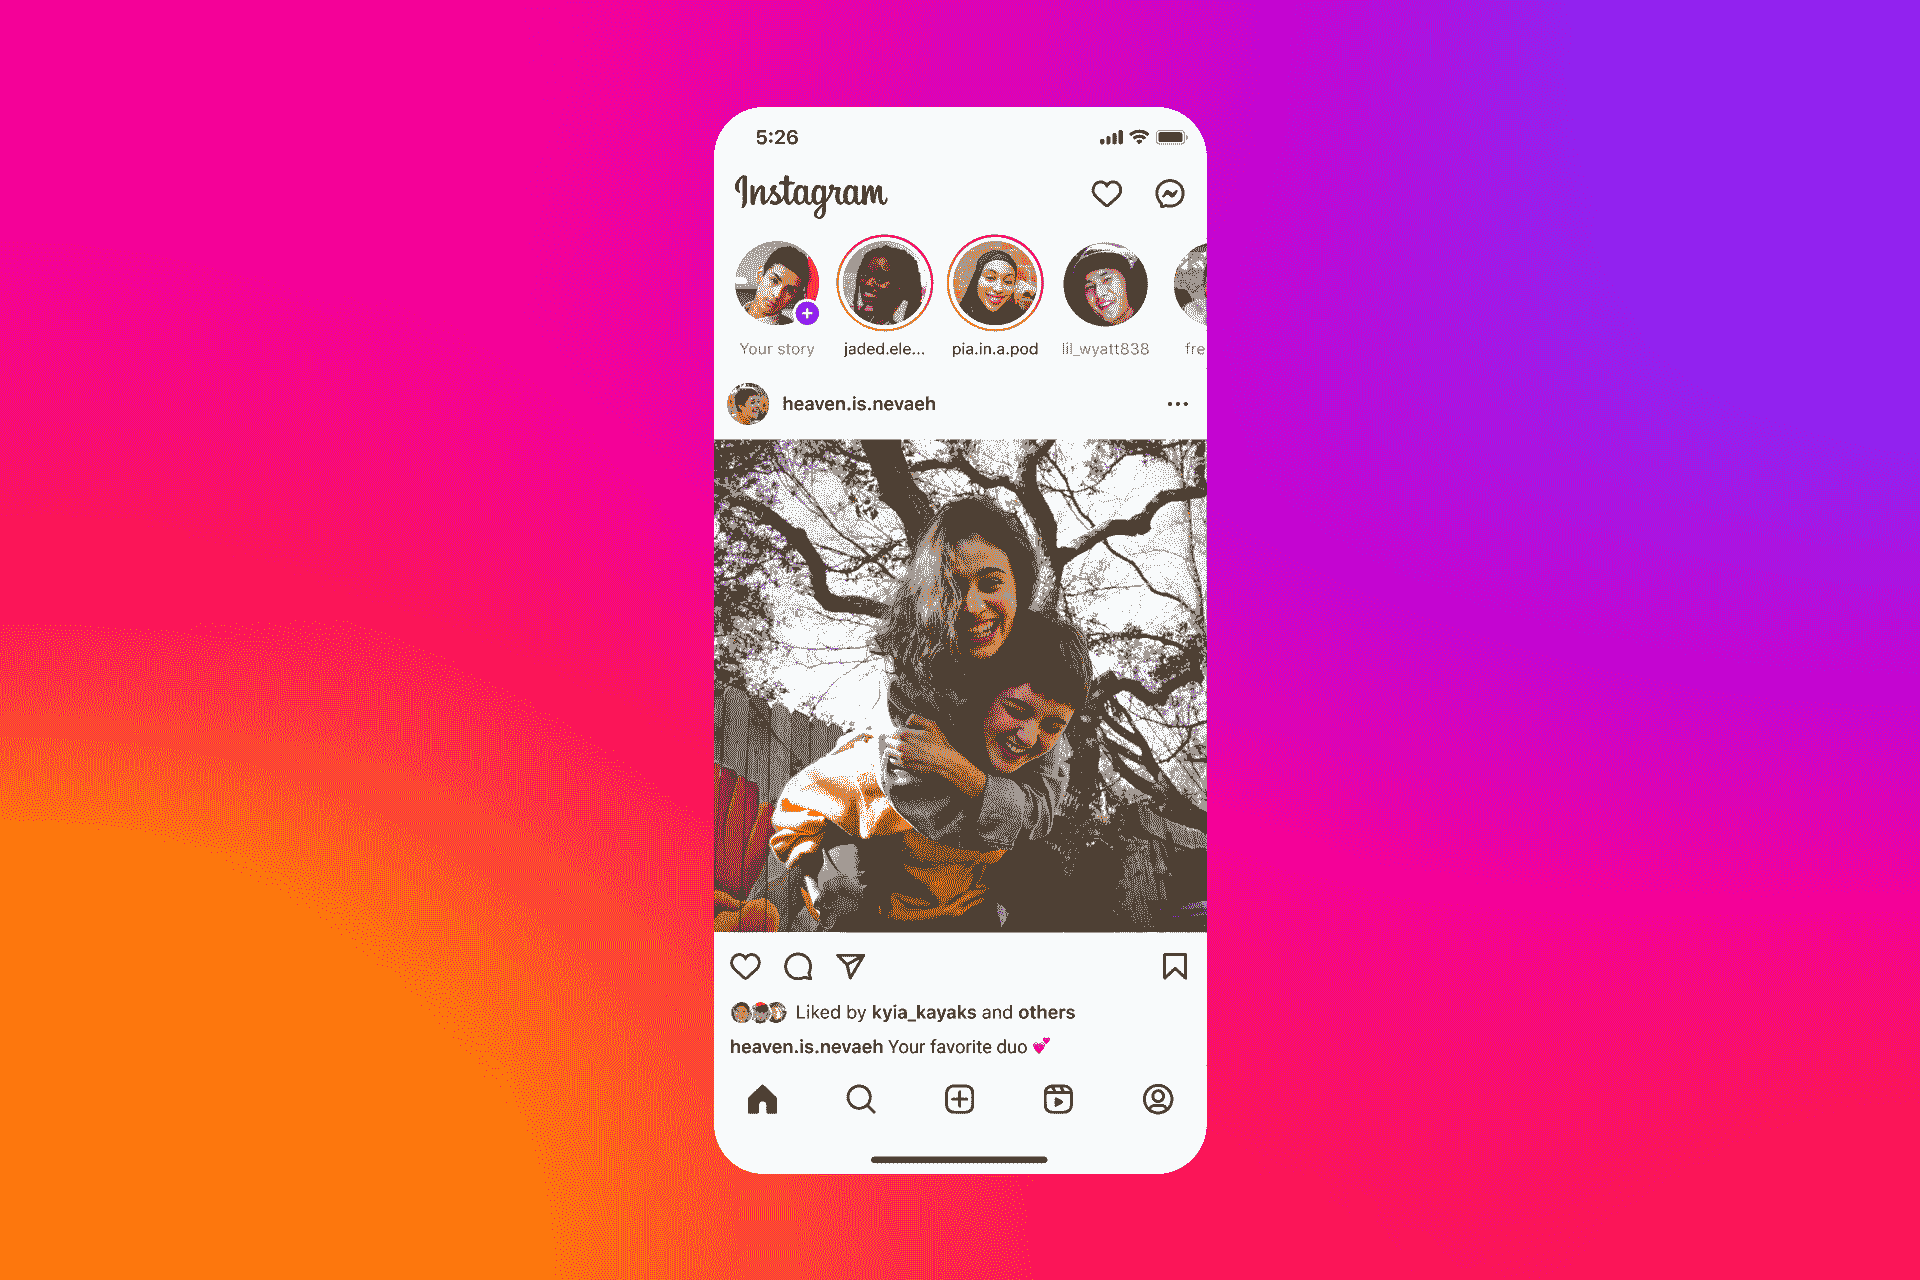 5:26
Instagram
Your story
jaded.ele...
pia.in.a.pod
lil_wyatt838
fre
heaven.is.nevaeh
Liked by kyia_kayaks and others
heaven.is.nevaeh Your favorite duo 💕